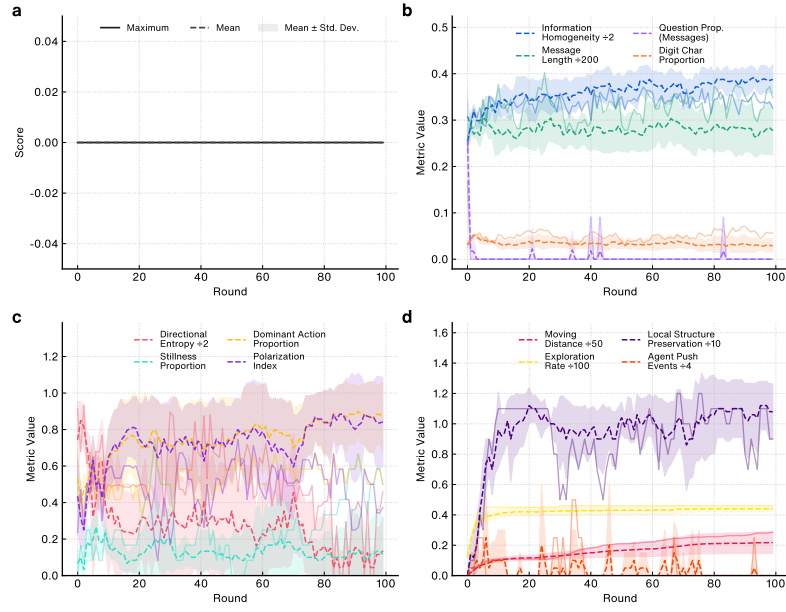 a
Maximum
Mean
Mean ± Std. Dev.
0.04
0.02
0.00
-0.02
-0.04
Score
0
20
40
60
80
100
Round
b
Information
Homogeneity ÷2
Message
Length ÷200
Question Prop.
(Messages)
Digit Char
Proportion
0.5
0.4
0.3
0.2
0.1
0.0
Metric Value
0
20
40
60
80
100
Round
c
Directional
Entropy ÷2
Stillness
Proportion
Dominant Action
Proportion
Polarization
Index
1.2
1.0
0.8
0.6
0.4
0.2
0.0
Metric Value
0
20
40
60
80
100
Round
d
Moving
Distance ÷50
Exploration
Rate ÷100
Local Structure
Preservation ÷10
Agent Push
Events ÷4
1.6
1.4
1.2
1.0
0.8
0.6
0.4
0.2
0.0
Metric Value
0
20
40
60
80
100
Round